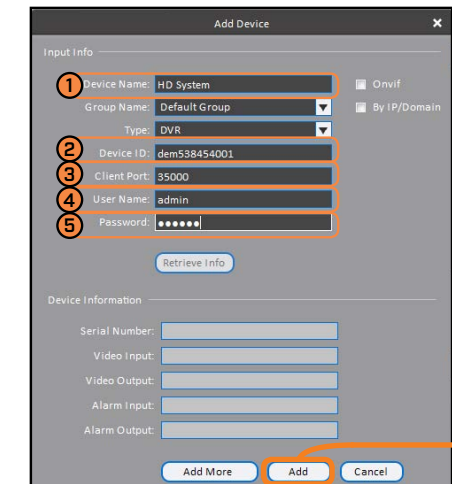 Add Device
Input Info
1 Device Name: HD System Onvif
Group Name: Default Group By IP/Domain
Type: DVR
2 Device ID: dem538454001
3 Client Port: 35000
4 User Name: admin
5 Password: ●●●●●●
Retrieve Info
Device Information
Serial Number:
Video Input:
Video Output:
Alarm Input:
Alarm Output:
Add More Add Cancel